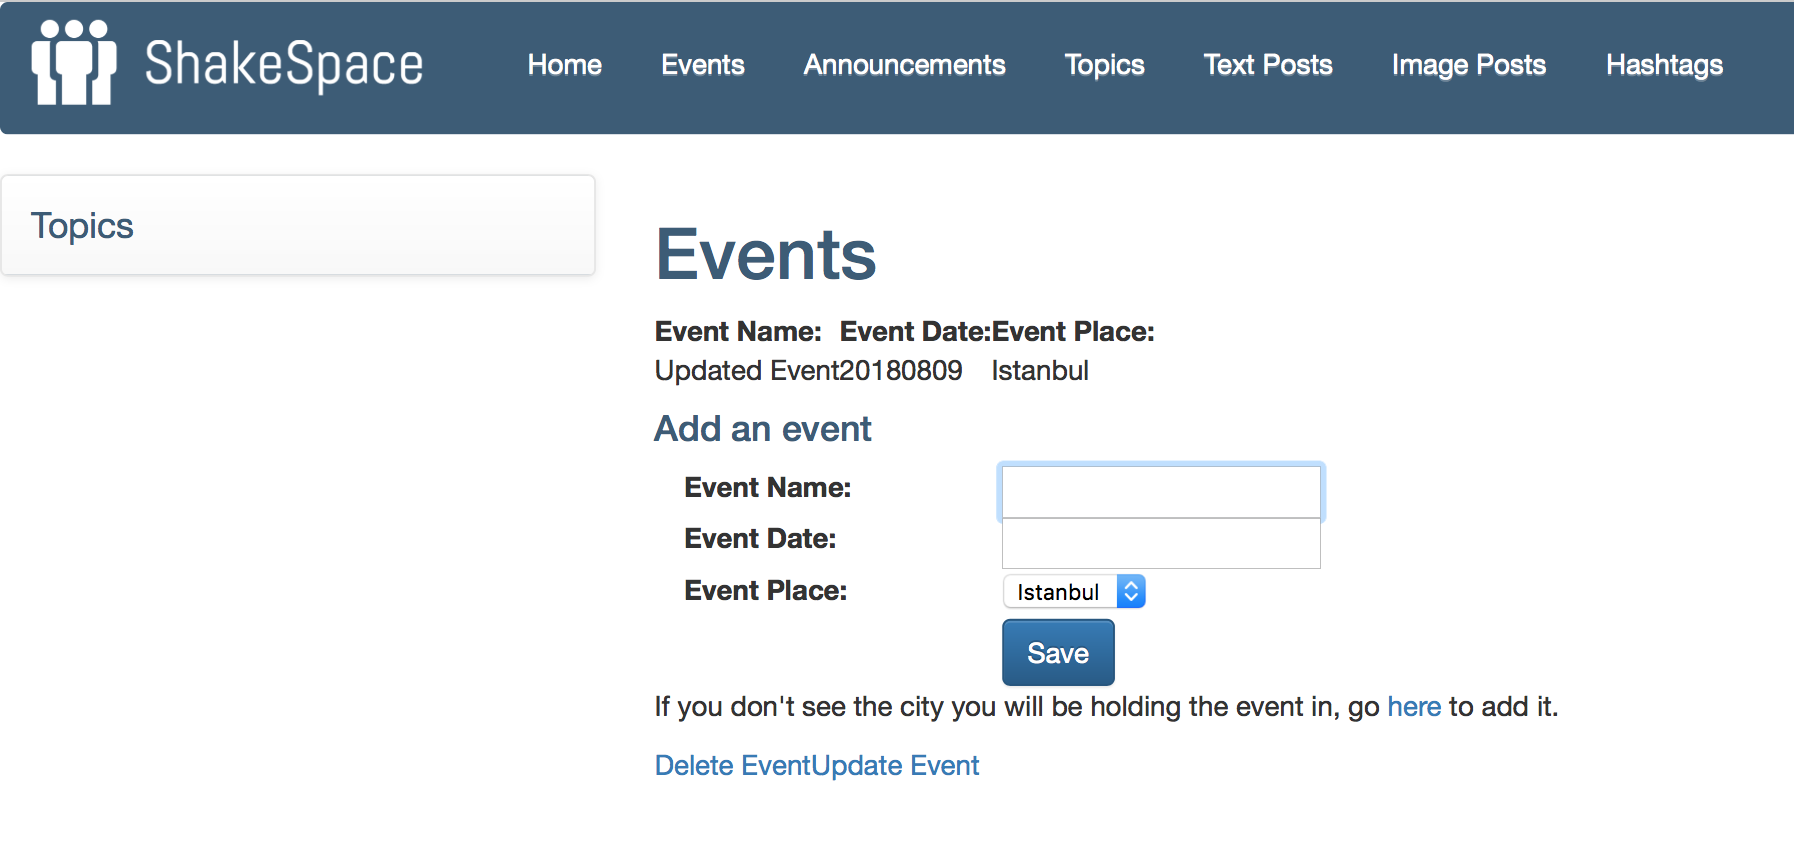 ShakeSpace Home Events Announcements Topics Text Posts Image Posts Hashtags
Topics
Events
Event Name: Event Date:Event Place:
Updated Event20180809 Istanbul
Add an event
Event Name:
Event Date:
Event Place: Istanbul
Save
If you don't see the city you will be holding the event in, go here to add it.
Delete EventUpdate Event